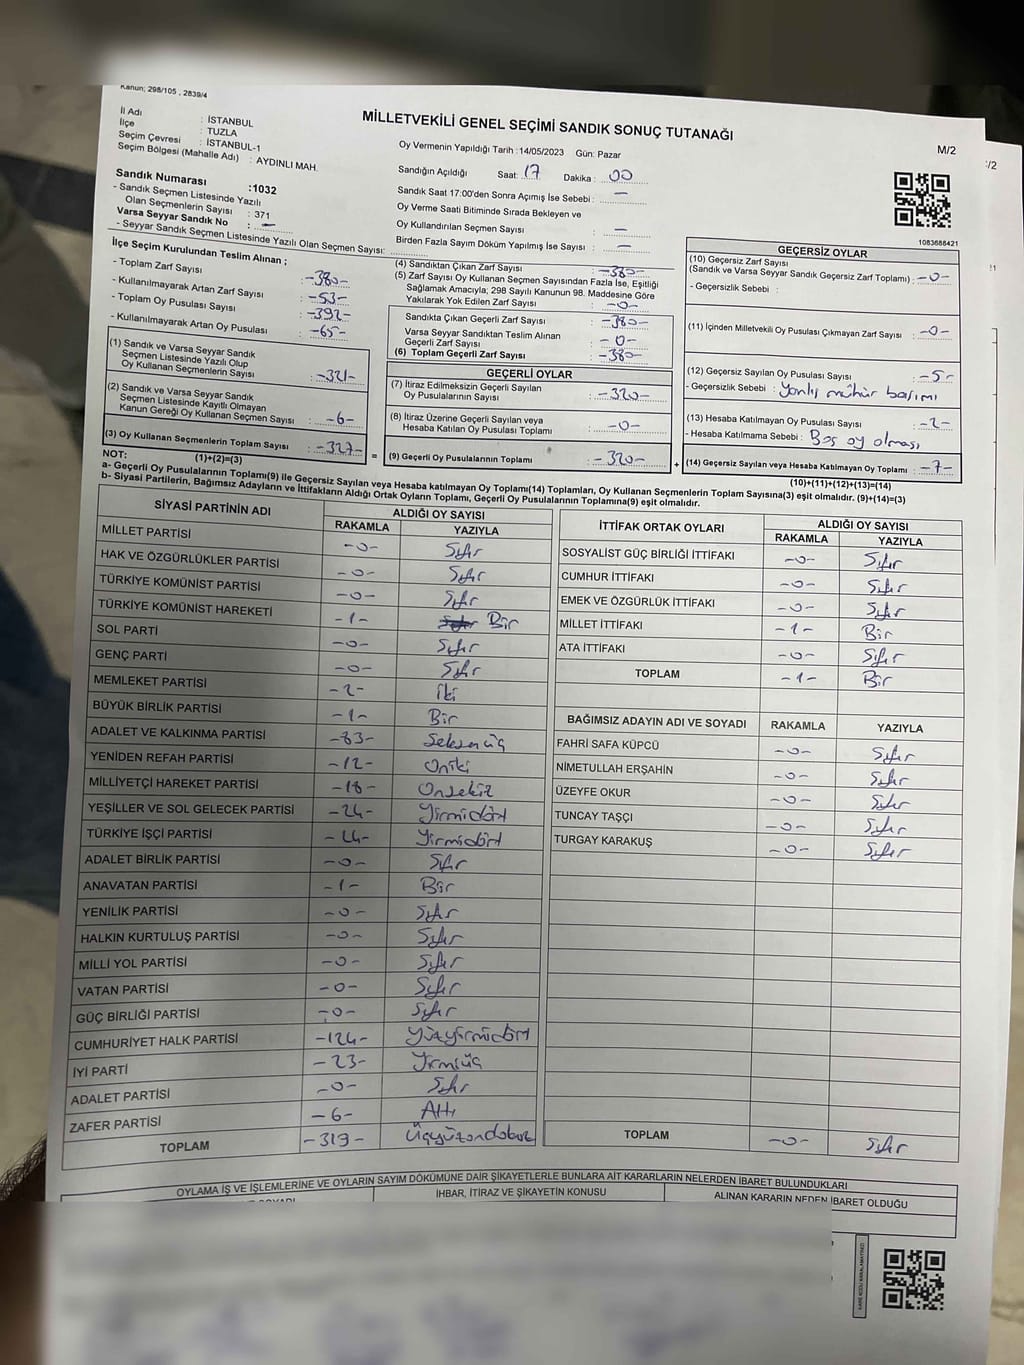 Kanun; 298/105 , 2839/4
MİLLETVEKİLİ GENEL SEÇİMİ SANDIK SONUÇ TUTANAĞI
M/2
/2
İl Adı : İSTANBUL
İlçe : TUZLA
Seçim Çevresi : İSTANBUL-1
Seçim Bölgesi (Mahalle Adı) : AYDINLI MAH.
Sandık Numarası :1032
- Sandık Seçmen Listesinde Yazılı
Olan Seçmenlerin Sayısı : 371
Varsa Seyyar Sandık No : -
- Seyyar Sandık Seçmen Listesinde Yazılı Olan Seçmen Sayısı:
Oy Vermenin Yapıldığı Tarih :14/05/2023 Gün: Pazar
Sandığın Açıldığı Saat: 17 Dakika : 00
Sandık Saat 17:00'den Sonra Açımış İse Sebebi : -
Oy Verme Saati Bitiminde Sırada Bekleyen ve
Oy Kullandırılan Seçmen Sayısı : -
Birden Fazla Sayım Döküm Yapılmış İse Sayısı : -
1083688421
İlçe Seçim Kurulundan Teslim Alınan ;
- Toplam Zarf Sayısı : -380-
- Kullanılmayarak Artan Zarf Sayısı : -53-
- Toplam Oy Pusulası Sayısı : -392-
- Kullanılmayarak Artan Oy Pusulası : -65-
(1) Sandık ve Varsa Seyyar Sandık
Seçmen Listesinde Yazılı Olup
Oy Kullanan Seçmenlerin Sayısı : -321-
(2) Sandık ve Varsa Seyyar Sandık
Seçmen Listesinde Kayıtlı Olmayan
Kanun Gereği Oy Kullanan Seçmen Sayısı : -6-
(3) Oy Kullanan Seçmenlerin Toplam Sayısı : -327-
(1)+(2)=(3)
(4) Sandıktan Çıkan Zarf Sayısı : -380-
(5) Zarf Sayısı Oy Kullanan Seçmen Sayısından Fazla İse, Eşitliği
Sağlamak Amacıyla; 298 Sayılı Kanunun 98. Maddesine Göre
Yakılarak Yok Edilen Zarf Sayısı : -0-
Sandıkta Çıkan Geçerli Zarf Sayısı : -380-
Varsa Seyyar Sandıktan Teslim Alınan
Geçerli Zarf Sayısı : -0-
(6) Toplam Geçerli Zarf Sayısı : -380-
GEÇERLİ OYLAR
(7) İtiraz Edilmeksizin Geçerli Sayılan
Oy Pusulalarının Sayısı : -320-
(8) İtiraz Üzerine Geçerli Sayılan veya
Hesaba Katılan Oy Pusulası Toplamı : -0-
= (9) Geçerli Oy Pusulalarının Toplamı : -320- +
GEÇERSİZ OYLAR
(10) Geçersiz Zarf Sayısı
(Sandık ve Varsa Seyyar Sandık Geçersiz Zarf Toplamı) : -0-
- Geçersizlik Sebebi :
(11) İçinden Milletvekili Oy Pusulası Çıkmayan Zarf Sayısı : -0-
(12) Geçersiz Sayılan Oy Pusulası Sayısı : -5-
- Geçersizlik Sebebi : Yanlış mühür basımı
(13) Hesaba Katılmayan Oy Pusulası Sayısı : -2-
- Hesaba Katılmama Sebebi : Boş oy olması
(14) Geçersiz Sayılan veya Hesaba Katılmayan Oy Toplamı : -7-
(10)+(11)+(12)+(13)=(14)
NOT:
a- Geçerli Oy Pusulalarının Toplamı(9) ile Geçersiz Sayılan veya Hesaba katılmayan Oy Toplamı(14) Toplamları, Oy Kullanan Seçmenlerin Toplam Sayısına(3) eşit olmalıdır. (9)+(14)=(3)
b- Siyasi Partilerin, Bağımsız Adayların ve İttifakların Aldığı Ortak Oyların Toplamı, Geçerli Oy Pusulalarının Toplamına(9) eşit olmalıdır.
SİYASİ PARTİNİN ADI ALDIĞI OY SAYISI
RAKAMLA YAZIYLA
MİLLET PARTİSİ -0- Sıfır
HAK VE ÖZGÜRLÜKLER PARTİSİ -0- Sıfır
TÜRKİYE KOMÜNİST PARTİSİ -0- Sıfır
TÜRKİYE KOMÜNİST HAREKETİ -1- Bir
SOL PARTİ -0- Sıfır
GENÇ PARTİ -0- Sıfır
MEMLEKET PARTİSİ -2- İki
BÜYÜK BİRLİK PARTİSİ -1- Bir
ADALET VE KALKINMA PARTİSİ -83- Seksenüç
YENİDEN REFAH PARTİSİ -12- Oniki
MİLLİYETÇİ HAREKET PARTİSİ -18- Onsekiz
YEŞİLLER VE SOL GELECEK PARTİSİ -24- Yirmidört
TÜRKİYE İŞÇİ PARTİSİ -24- Yirmidört
ADALET BİRLİK PARTİSİ -0- Sıfır
ANAVATAN PARTİSİ -1- Bir
YENİLİK PARTİSİ -0- Sıfır
HALKIN KURTULUŞ PARTİSİ -0- Sıfır
MİLLİ YOL PARTİSİ -0- Sıfır
VATAN PARTİSİ -0- Sıfır
GÜÇ BİRLİĞİ PARTİSİ -0- Sıfır
CUMHURİYET HALK PARTİSİ -124- Yüzyirmidört
İYİ PARTİ -23- Yirmiüç
ADALET PARTİSİ -0- Sıfır
ZAFER PARTİSİ -6- Altı
TOPLAM -319- Üçyüzondokuz
İTTİFAK ORTAK OYLARI ALDIĞI OY SAYISI
RAKAMLA YAZIYLA
SOSYALİST GÜÇ BİRLİĞİ İTTİFAKI -0- Sıfır
CUMHUR İTTİFAKI -0- Sıfır
EMEK VE ÖZGÜRLÜK İTTİFAKI -0- Sıfır
MİLLET İTTİFAKI -1- Bir
ATA İTTİFAKI -0- Sıfır
TOPLAM -1- Bir
BAĞIMSIZ ADAYIN ADI VE SOYADI RAKAMLA YAZIYLA
FAHRİ SAFA KÜPCÜ -0- Sıfır
NİMETULLAH ERŞAHİN -0- Sıfır
ÜZEYFE OKUR -0- Sıfır
TUNCAY TAŞÇI -0- Sıfır
TURGAY KARAKUŞ -0- Sıfır
TOPLAM -0- Sıfır
OYLAMA İŞ VE İŞLEMLERİNE VE OYLARIN SAYIM DÖKÜMÜNE DAİR ŞİKAYETLERLE BUNLARA AİT KARARLARIN NELERDEN İBARET BULUNDUKLARI
İHBAR, İTİRAZ VE ŞİKAYETİN KONUSU ALINAN KARARIN NEDEN İBARET OLDUĞU